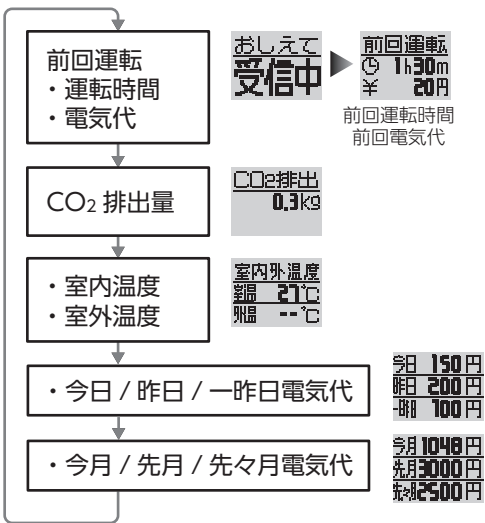 前回運転
・運転時間
・電気代
おしえて
受信中
前回運転
1h30m
¥ 20円
前回運転時間
前回電気代
CO2 排出量
CO2排出
0.3kg
・室内温度
・室外温度
室内外温度
室温 27℃
外温 --℃
・今日 / 昨日 / 一昨日電気代
今日 150円
昨日 200円
一昨日 100円
・今月 / 先月 / 先々月電気代
今月 1048円
先月 3000円
先々月 2500円